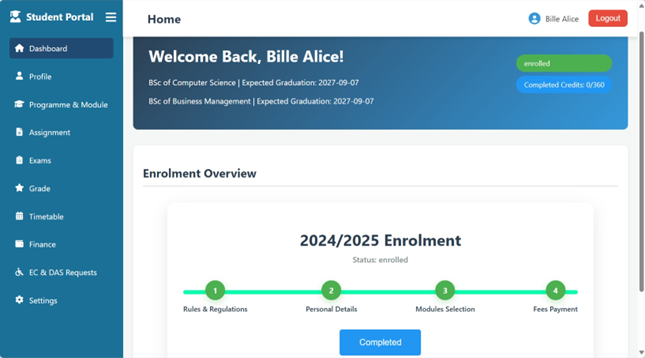 Student Portal
Home
Bille Alice
Logout
Dashboard
Profile
Programme & Module
Assignment
Exams
Grade
Timetable
Finance
EC & DAS Requests
Settings
Welcome Back, Bille Alice!
BSc of Computer Science | Expected Graduation: 2027-09-07
BSc of Business Management | Expected Graduation: 2027-09-07
enrolled
Completed Credits: 0/360
Enrolment Overview
2024/2025 Enrolment
Status: enrolled
1 2 3 4
Rules & Regulations Personal Details Modules Selection Fees Payment
Completed